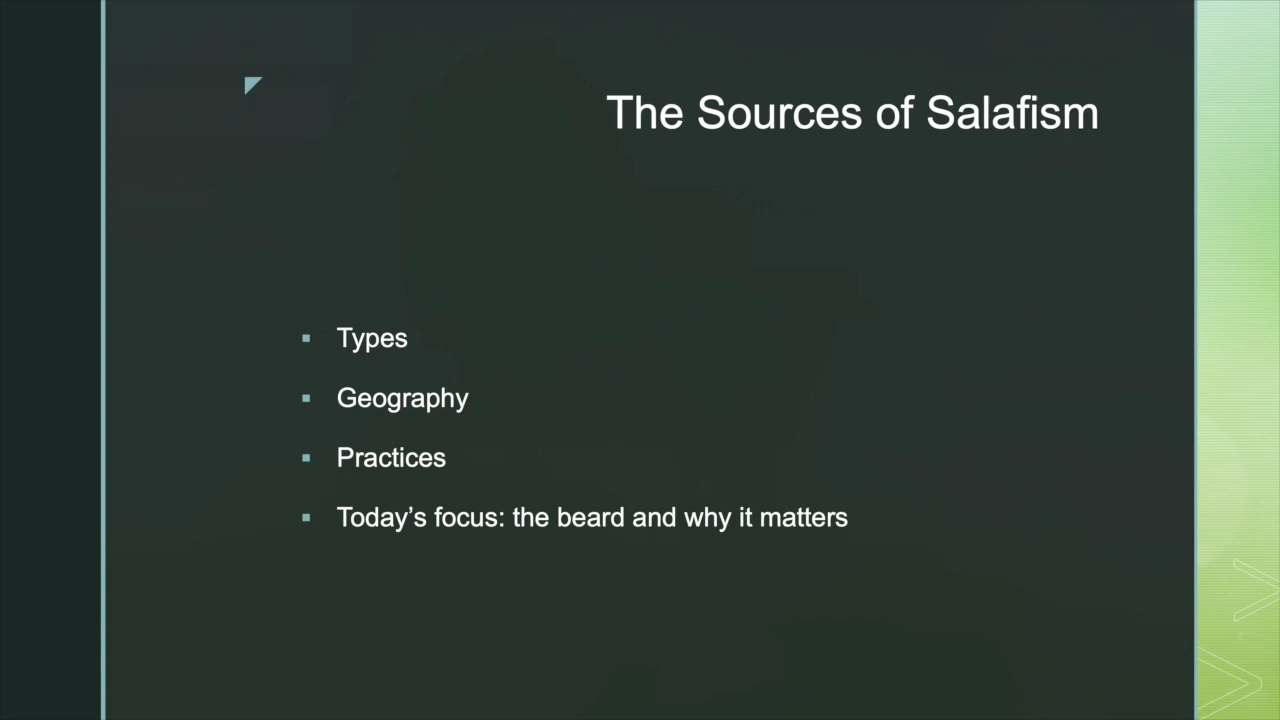 The Sources of Salafism
Types
Geography
Practices
Today’s focus: the beard and why it matters